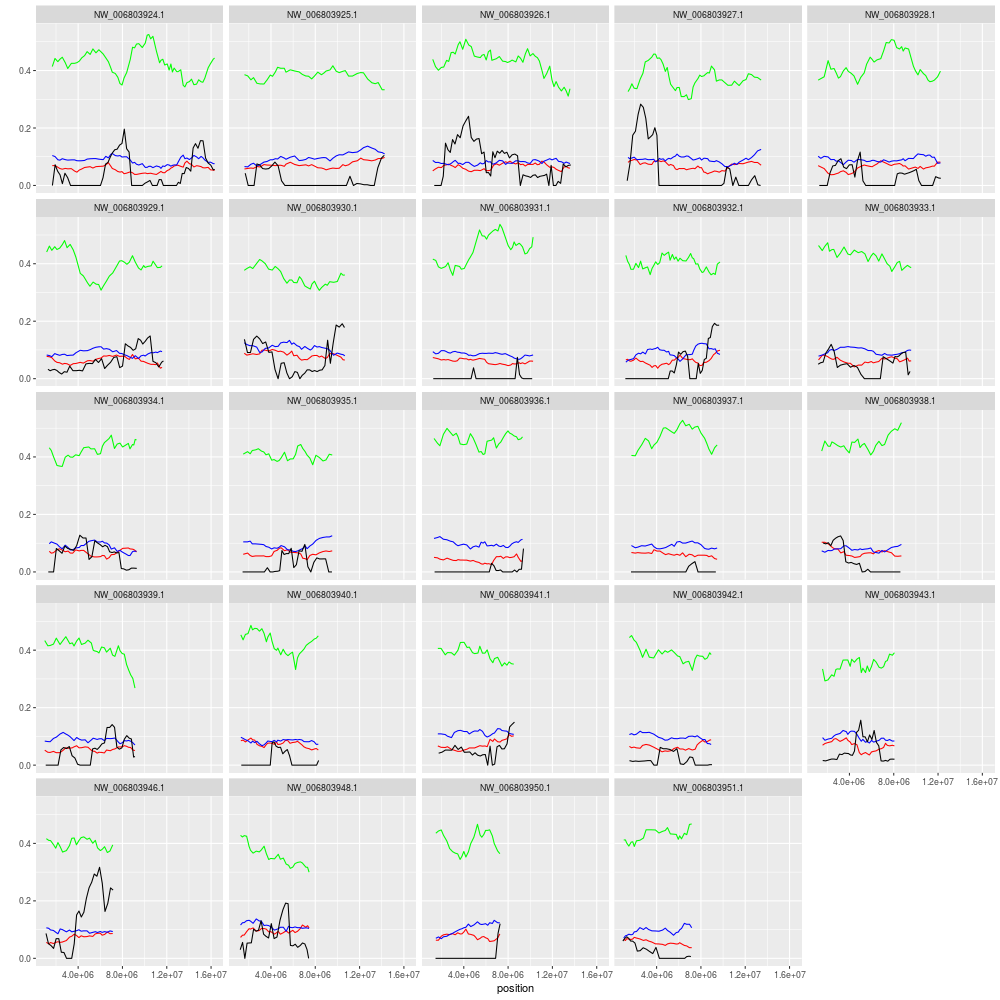 NW_006803924.1 NW_006803925.1 NW_006803926.1 NW_006803927.1 NW_006803928.1
0.4
0.2
0.0
NW_006803929.1 NW_006803930.1 NW_006803931.1 NW_006803932.1 NW_006803933.1
0.4
0.2
0.0
NW_006803934.1 NW_006803935.1 NW_006803936.1 NW_006803937.1 NW_006803938.1
0.4
0.2
0.0
NW_006803939.1 NW_006803940.1 NW_006803941.1 NW_006803942.1 NW_006803943.1
0.4
0.2
0.0
4.0e+06 8.0e+06 1.2e+07 1.6e+07
NW_006803946.1 NW_006803948.1 NW_006803950.1 NW_006803951.1
0.4
0.2
0.0
4.0e+06 8.0e+06 1.2e+07 1.6e+07 4.0e+06 8.0e+06 1.2e+07 1.6e+07 4.0e+06 8.0e+06 1.2e+07 1.6e+07 4.0e+06 8.0e+06 1.2e+07 1.6e+07
position